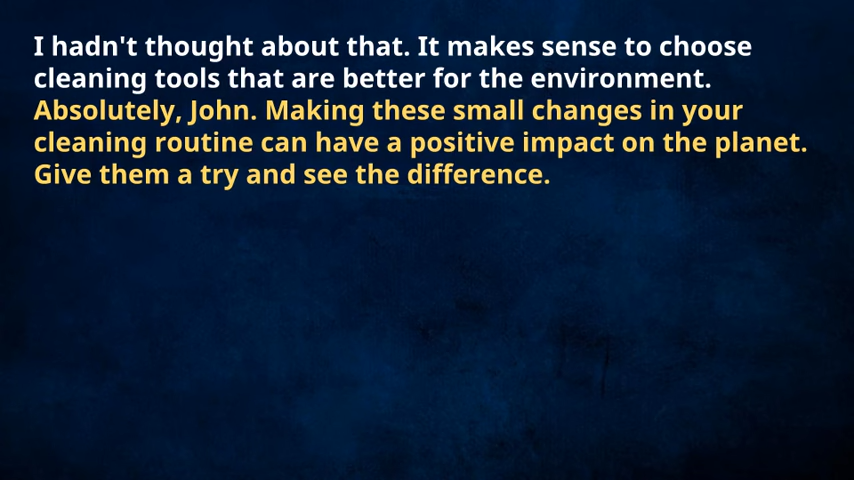 I hadn't thought about that. It makes sense to choose
cleaning tools that are better for the environment.
Absolutely, John. Making these small changes in your
cleaning routine can have a positive impact on the planet.
Give them a try and see the difference.